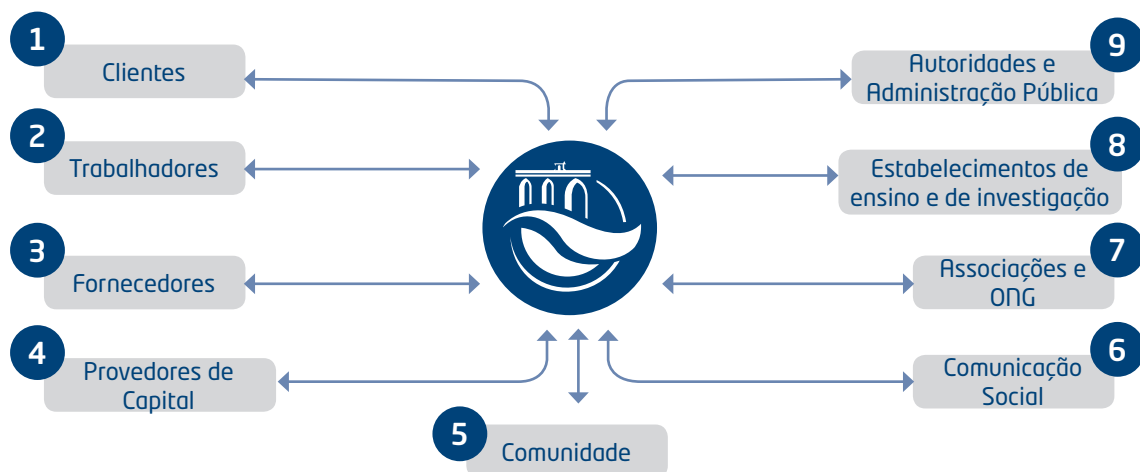 1
Clientes
2
Trabalhadores
3
Fornecedores
4
Provedores de
Capital
5
Comunidade
6
Comunicação
Social
7
Associações e
ONG
8
Estabelecimentos de
ensino e de investigação
9
Autoridades e
Administração Pública